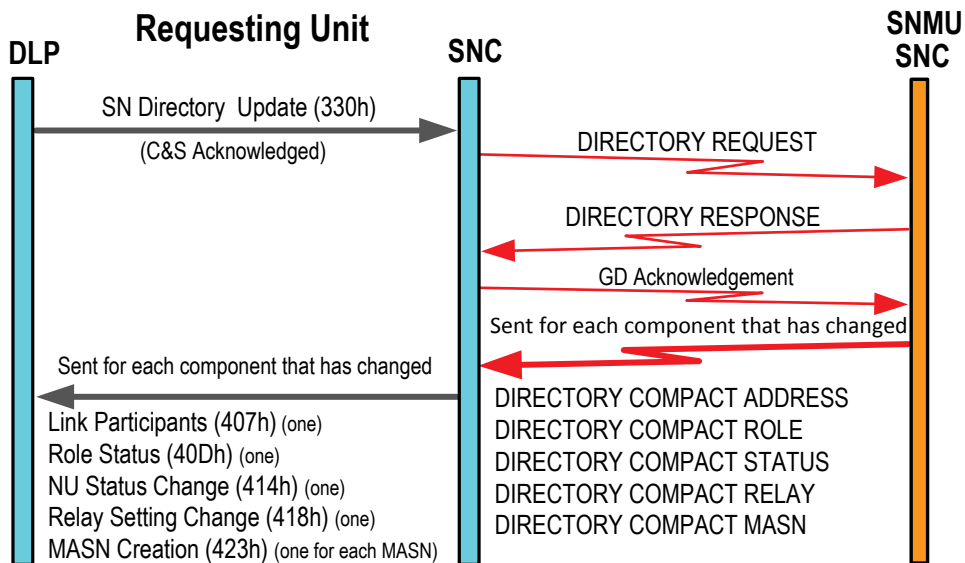 Requesting Unit
DLP
SNC
SNMU
SNC
SN Directory Update (330h)
(C&S Acknowledged)
DIRECTORY REQUEST
DIRECTORY RESPONSE
GD Acknowledgement
Sent for each component that has changed
Sent for each component that has changed
Link Participants (407h) (one)
Role Status (40Dh) (one)
NU Status Change (414h) (one)
Relay Setting Change (418h) (one)
MASN Creation (423h) (one for each MASN)
DIRECTORY COMPACT ADDRESS
DIRECTORY COMPACT ROLE
DIRECTORY COMPACT STATUS
DIRECTORY COMPACT RELAY
DIRECTORY COMPACT MASN